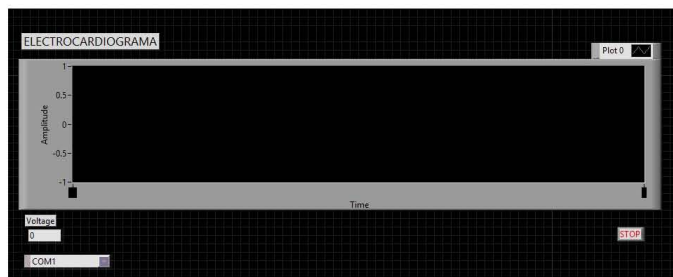 ELECTROCARDIOGRAMA
Plot 0
1
0.5
0
-0.5
-1
Amplitude
Time
Voltage
0
STOP
COM1